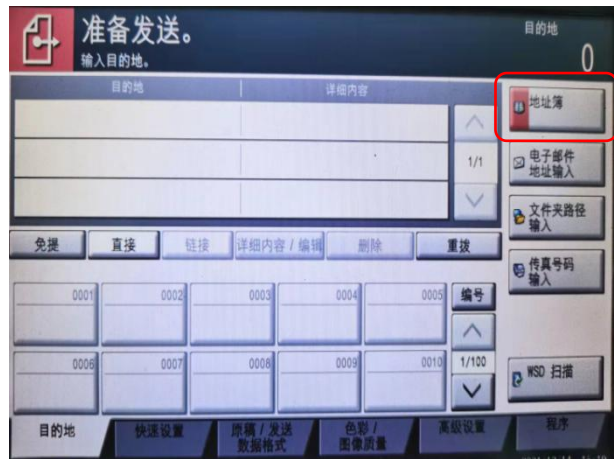 准备发送。
输入目的地。
目的地
0
目的地 详细内容
1/1
地址簿
电子邮件
地址输入
文件夹路径
输入
传真号码
输入
WSD 扫描
免提 直接 链接 详细内容 / 编辑 删除 重拨
0001 0002 0003 0004 0005 编号
0006 0007 0008 0009 0010 1/100
目的地 快速设置 原稿 / 发送
数据格式 色彩 /
图像质量 高级设置 程序